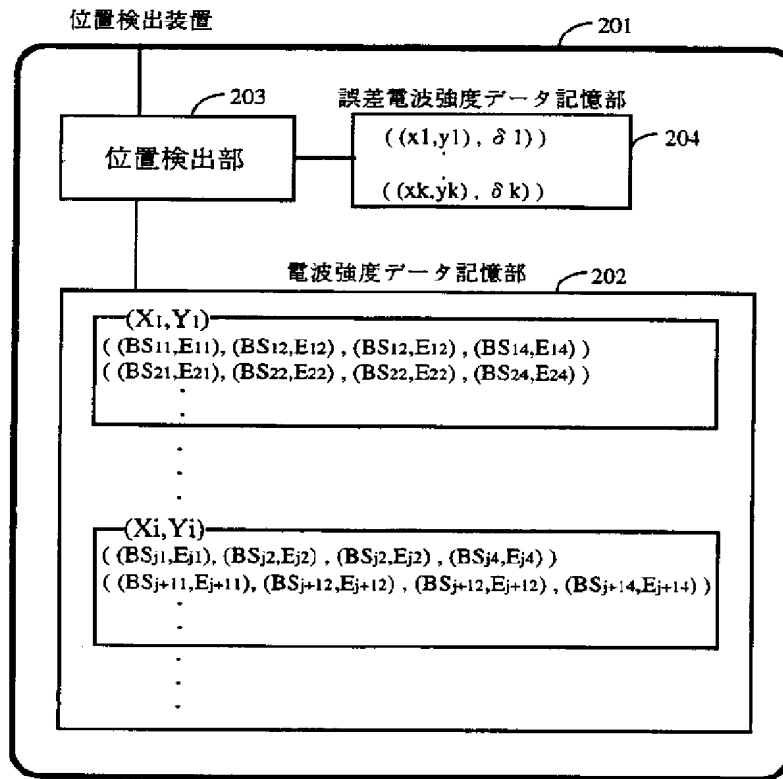 位置検出装置
201
203
誤差電波強度データ記憶部
位置検出部
((x1,y1), δ1))
204
((xk,yk), δk))
電波強度データ記憶部
202
(X1,Y1)
((BS11,E11), (BS12,E12), (BS12,E12), (BS14,E14))
((BS21,E21), (BS22,E22), (BS22,E22), (BS24,E24))
(Xi,Yi)
((BSj1,Ej1), (BSj2,Ej2), (BSj2,Ej2), (BSj4,Ej4))
((BSj+11,Ej+11), (BSj+12,Ej+12), (BSj+12,Ej+12), (BSj+14,Ej+14))